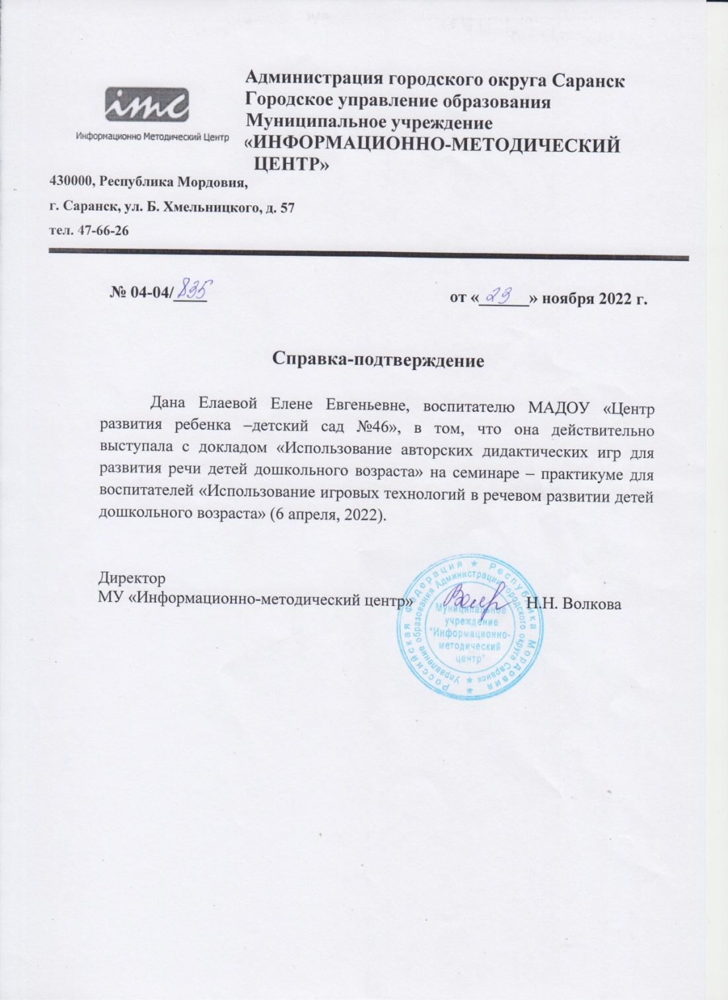 imc
Информационно Методический Центр
Администрация городского округа Саранск
Городское управление образования
Муниципальное учреждение
«ИНФОРМАЦИОННО-МЕТОДИЧЕСКИЙ
ЦЕНТР»
430000, Республика Мордовия,
г. Саранск, ул. Б. Хмельницкого, д. 57
тел. 47-66-26
№ 04-04/835
от «23» ноября 2022 г.
Справка-подтверждение
Дана Елаевой Елене Евгеньевне, воспитателю МАДОУ «Центр
развития ребенка –детский сад №46», в том, что она действительно
выступала с докладом «Использование авторских дидактических игр для
развития речи детей дошкольного возраста» на семинаре – практикуме для
воспитателей «Использование игровых технологий в речевом развитии детей
дошкольного возраста» (6 апреля, 2022).
Директор
МУ «Информационно-методический центр»
Н.Н. Волкова
Российская Федерация ★ Республика Мордовия ★
Управление образования Администрации городского округа Саранск ★
Муниципальное
учреждение
"Информационно-
методический
центр"